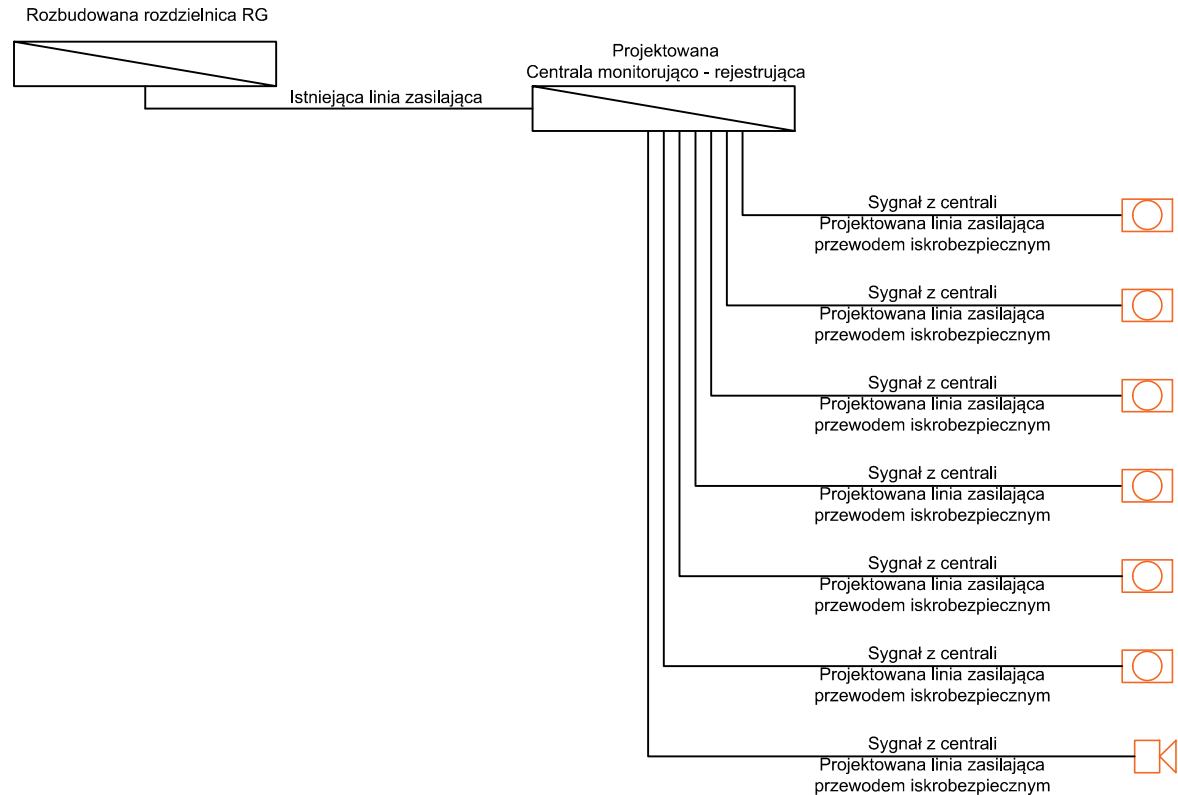 Rozbudowana rozdzielnica RG
Projektowana
Centrala monitorująco - rejestrująca
Istniejąca linia zasilająca
Sygnał z centrali
Projektowana linia zasilająca
przewodem iskrobezpiecznym
Sygnał z centrali
Projektowana linia zasilająca
przewodem iskrobezpiecznym
Sygnał z centrali
Projektowana linia zasilająca
przewodem iskrobezpiecznym
Sygnał z centrali
Projektowana linia zasilająca
przewodem iskrobezpiecznym
Sygnał z centrali
Projektowana linia zasilająca
przewodem iskrobezpiecznym
Sygnał z centrali
Projektowana linia zasilająca
przewodem iskrobezpiecznym
Sygnał z centrali
Projektowana linia zasilająca
przewodem iskrobezpiecznym